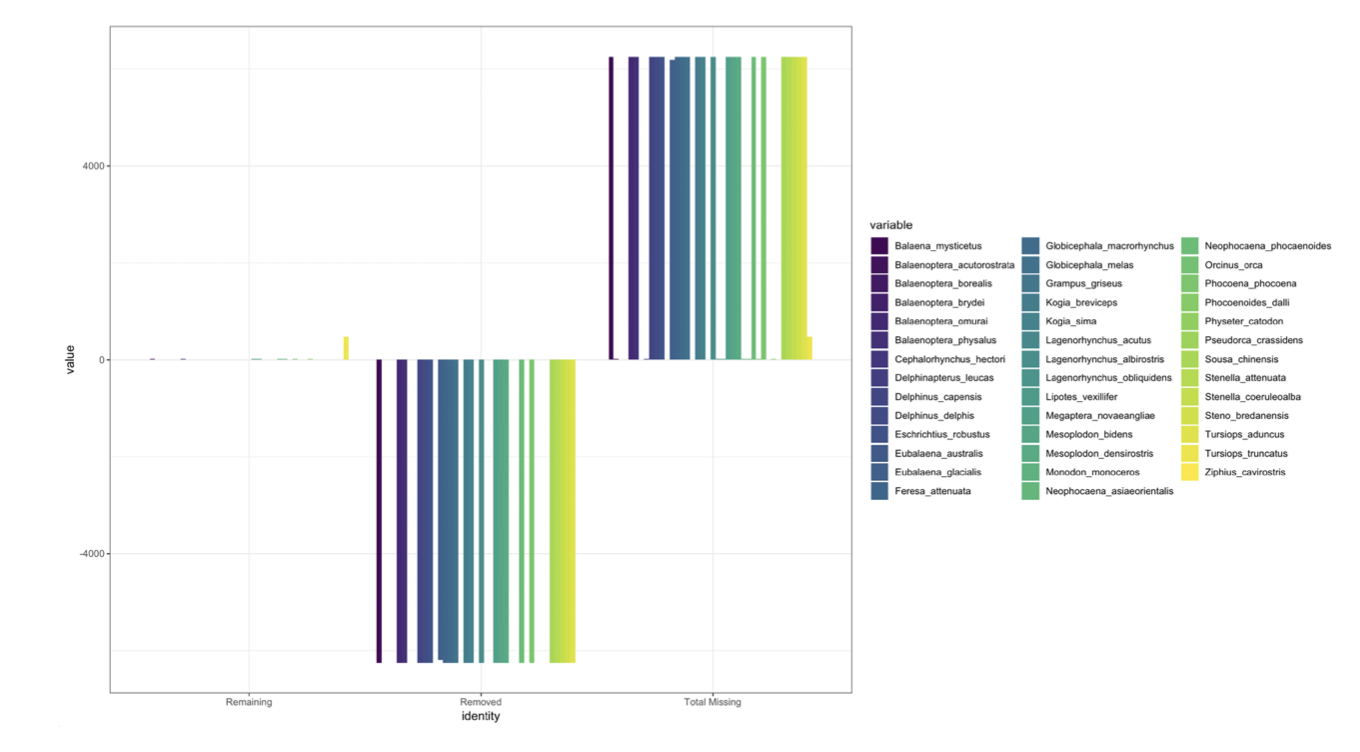 4000
0
-4000
value
Remaining
Removed
Total Missing
identity
variable
Balaena_mysticetus
Balaenoptera_acutorostrata
Balaenoptera_borealis
Balaenoptera_brydei
Balaenoptera_omurai
Balaenoptera_physalus
Cephalorhynchus_hectori
Delphinapterus_leucas
Delphinus_capensis
Delphinus_delphis
Eschrichtius_robustus
Eubalaena_australis
Eubalaena_glacialis
Feresa_attenuata
Globicephala_macrorhynchus
Globicephala_melas
Grampus_griseus
Kogia_breviceps
Kogia_sima
Lagenorhynchus_acutus
Lagenorhynchus_albirostris
Lagenorhynchus_obliquidens
Lipotes_vexillifer
Megaptera_novaeangliae
Mesoplodon_bidens
Mesoplodon_densirostris
Monodon_monoceros
Neophocaena_asiaeorientalis
Neophocaena_phocaenoides
Orcinus_orca
Phocoena_phocoena
Phocoenoides_dalli
Physeter_catodon
Pseudorca_crassidens
Sousa_chinensis
Stenella_attenuata
Stenella_coeruleoalba
Steno_bredanensis
Tursiops_aduncus
Tursiops_truncatus
Ziphius_cavirostris